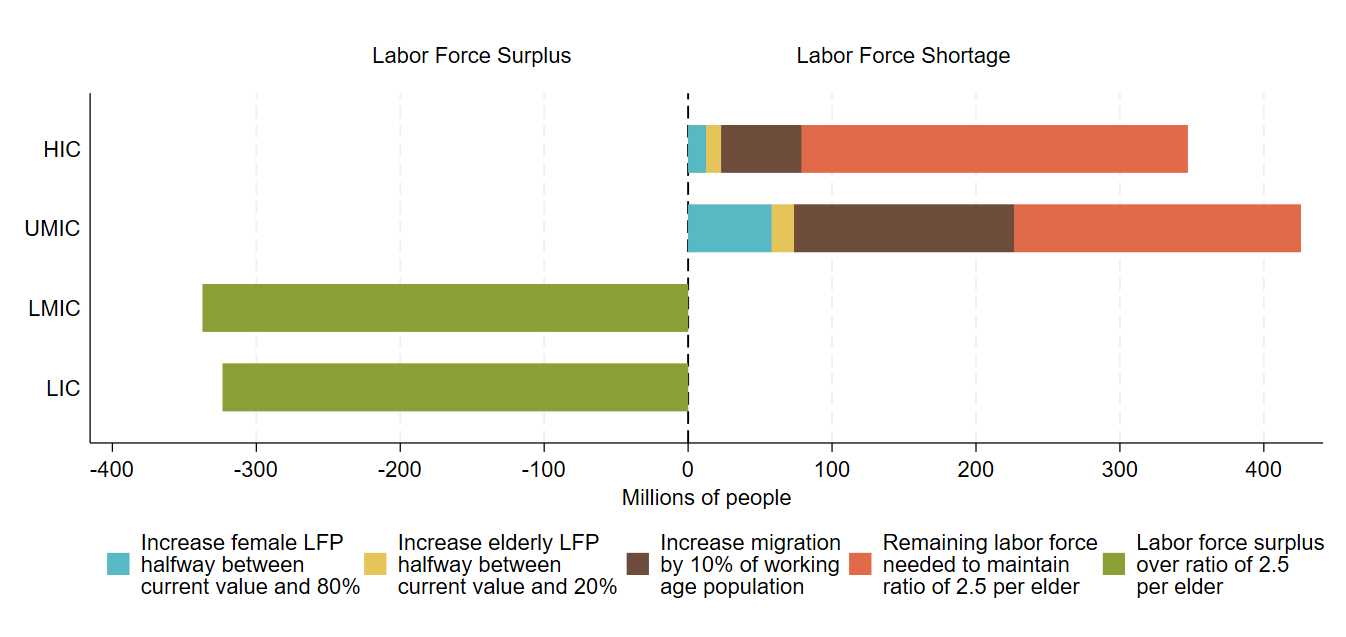 Labor Force Surplus
Labor Force Shortage
HIC
UMIC
LMIC
LIC
-400 -300 -200 -100 0 100 200 300 400
Millions of people
Increase female LFP
halfway between
current value and 80%
Increase elderly LFP
halfway between
current value and 20%
Increase migration
by 10% of working
age population
Remaining labor force
needed to maintain
ratio of 2.5 per elder
Labor force surplus
over ratio of 2.5
per elder